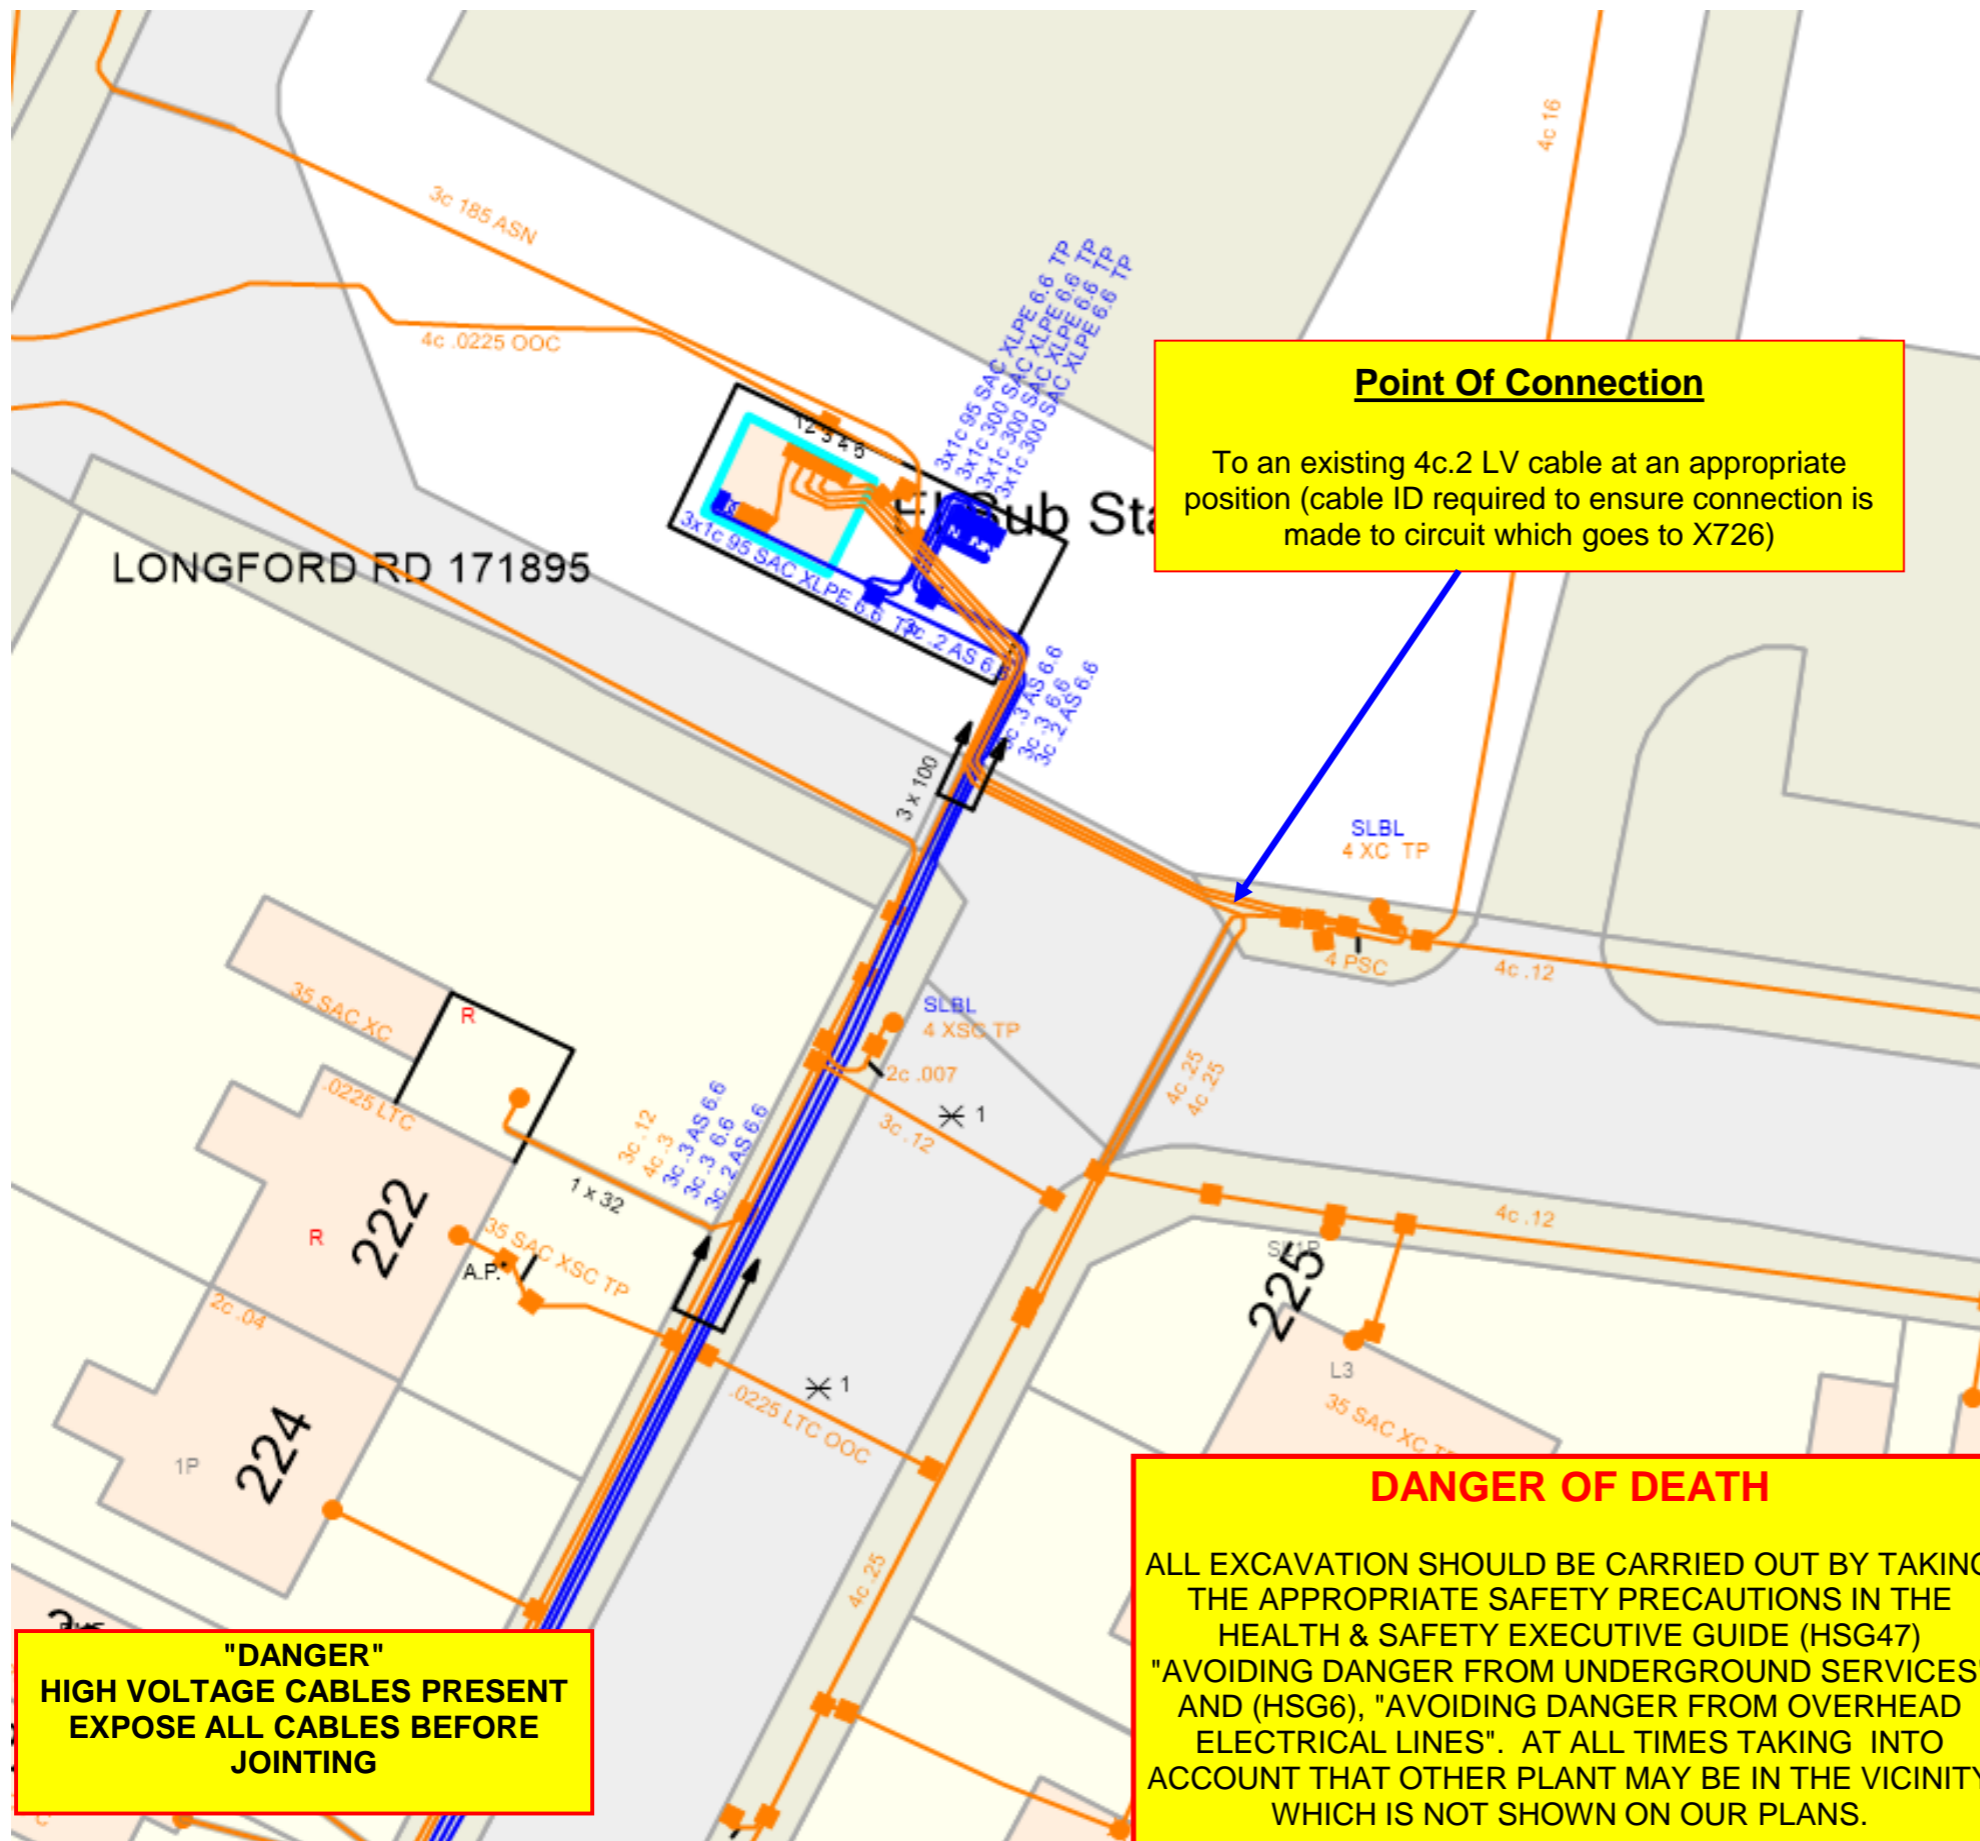 4c 16
3c 185 ASN
4c .0225 OOC
3x1c 95 SAC XLPE 6.6 TP
3x1c 300 SAC XLPE 6.6 TP
3x1c 300 SAC XLPE 6.6 TP
3x1c 300 SAC XLPE 6.6 TP
Point Of Connection
To an existing 4c.2 LV cable at an appropriate
position (cable ID required to ensure connection is
made to circuit which goes to X726)
1 2 3 4 5
El Sub Sta
LONGFORD RD 171895
3x1c 95 SAC XLPE 6.6 TP
3c .2 AS 6.6
3c .3 AS 6.6
3c .3 6.6
3c .2 AS 6.6
3 x 100
SLBL
4 XC TP
4 PSC
4c .12
35 SAC XC
R
SLBL
4 XSC TP
2c .007
.0225 LTC
3c .12
1
4c .25
4c .25
3c .12
4c .3
3c .3 AS 6.6
3c .3 6.6
3c .2 AS 6.6
1 x 32
222
R
35 SAC XSC TP
A.P.
2c .04
4c .12
225
L3
35 SAC XC
1
.0225 LTC OOC
224
1P
4c .25
DANGER OF DEATH
ALL EXCAVATION SHOULD BE CARRIED OUT BY TAKING
THE APPROPRIATE SAFETY PRECAUTIONS IN THE
HEALTH & SAFETY EXECUTIVE GUIDE (HSG47)
"AVOIDING DANGER FROM UNDERGROUND SERVICES"
AND (HSG6), "AVOIDING DANGER FROM OVERHEAD
ELECTRICAL LINES". AT ALL TIMES TAKING INTO
ACCOUNT THAT OTHER PLANT MAY BE IN THE VICINITY
WHICH IS NOT SHOWN ON OUR PLANS.
"DANGER"
HIGH VOLTAGE CABLES PRESENT
EXPOSE ALL CABLES BEFORE
JOINTING